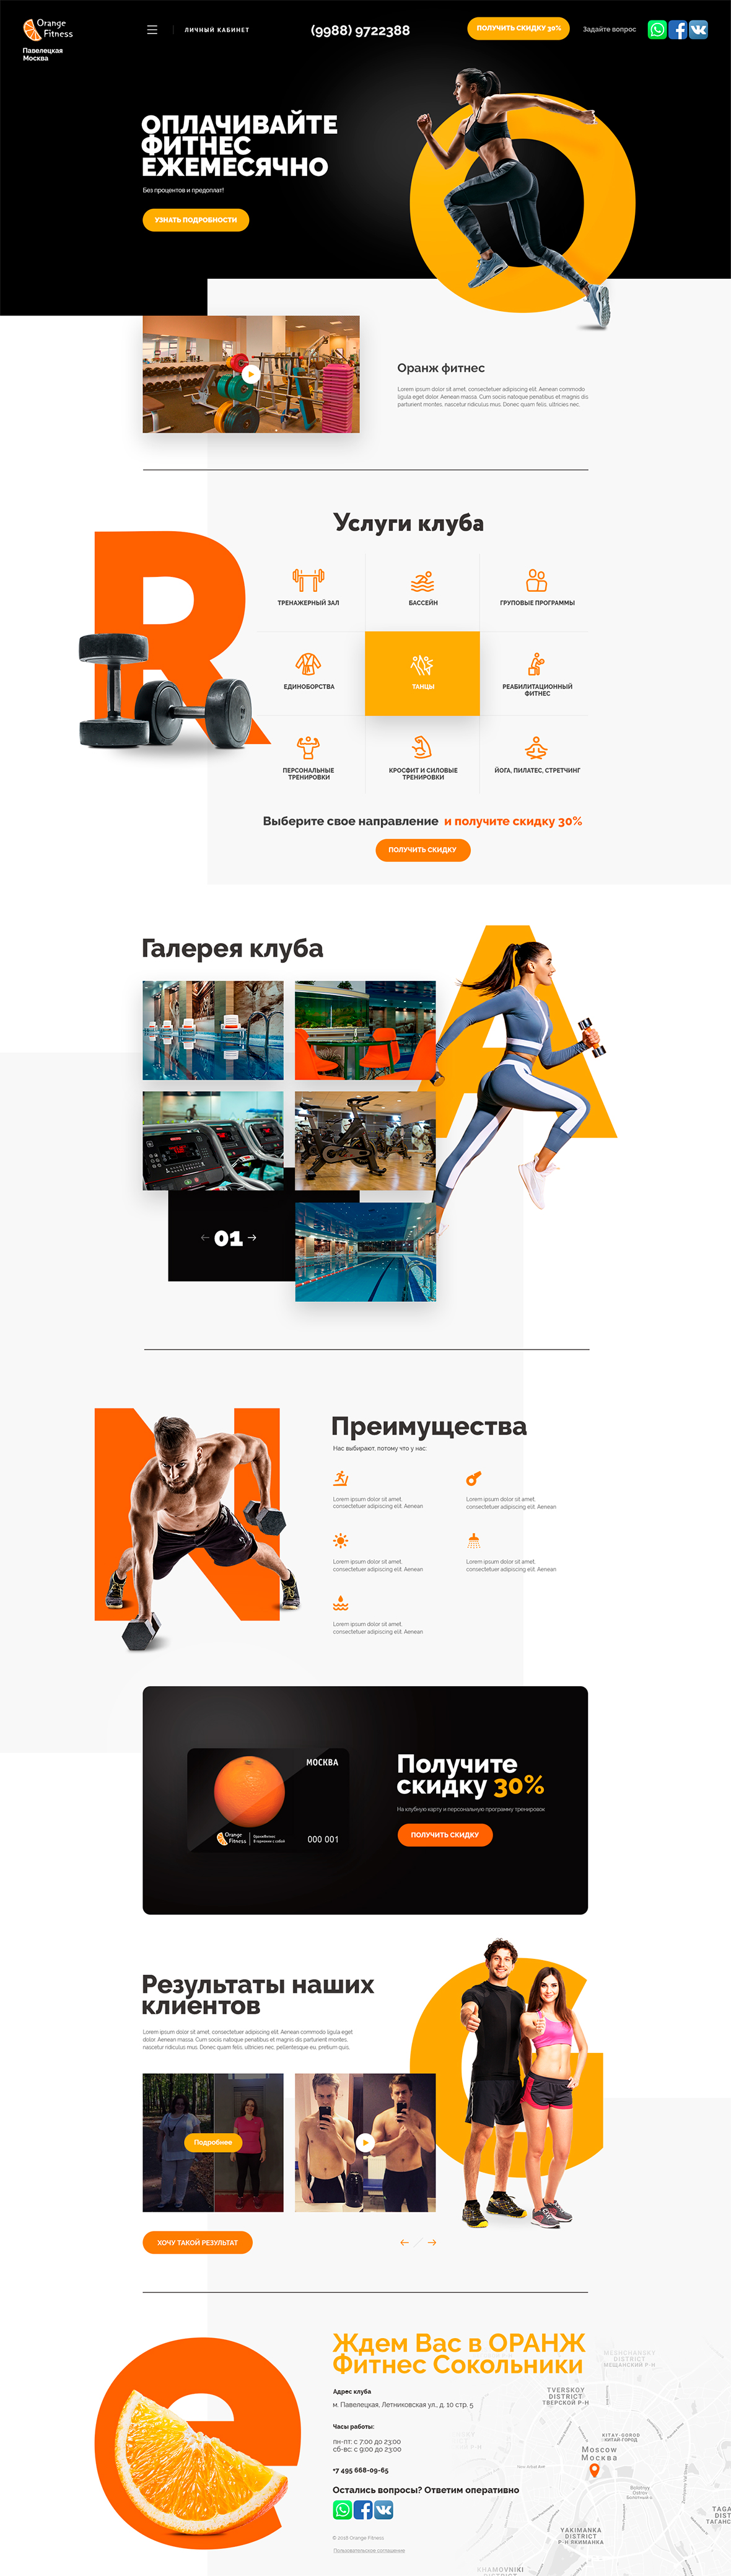 Orange
Fitness
Павелецкая
Москва
ЛИЧНЫЙ КАБИНЕТ
(9988) 9722388
ПОЛУЧИТЬ СКИДКУ 30%
Задайте вопрос
ОПЛАЧИВАЙТЕ
ФИТНЕС
ЕЖЕМЕСЯЧНО
Без процентов и предоплат!
УЗНАТЬ ПОДРОБНОСТИ
O
Оранж фитнес
Lorem ipsum dolor sit amet, consectetuer adipiscing elit. Aenean commodo
ligula eget dolor. Aenean massa. Cum sociis natoque penatibus et magnis dis
parturient montes, nascetur ridiculus mus. Donec quam felis, ultricies nec.
R
Услуги клуба
ТРЕНАЖЕРНЫЙ ЗАЛ
БАССЕЙН
ГРУПОВЫЕ ПРОГРАММЫ
ЕДИНОБОРСТВА
ТАНЦЫ
РЕАБИЛИТАЦИОННЫЙ
ФИТНЕС
ПЕРСОНАЛЬНЫЕ
ТРЕНИРОВКИ
КРОСФИТ И СИЛОВЫЕ
ТРЕНИРОВКИ
ЙОГА, ПИЛАТЕС, СТРЕТЧИНГ
Выберите свое направление и получите скидку 30%
ПОЛУЧИТЬ СКИДКУ
Галерея клуба
A
01
N
Преимущества
Нас выбирают, потому что у нас:
Lorem ipsum dolor sit amet,
consectetuer adipiscing elit. Aenean
Lorem ipsum dolor sit amet,
consectetuer adipiscing elit. Aenean
Lorem ipsum dolor sit amet,
consectetuer adipiscing elit. Aenean
Lorem ipsum dolor sit amet,
consectetuer adipiscing elit. Aenean
Lorem ipsum dolor sit amet,
consectetuer adipiscing elit. Aenean
МОСКВА
Orange
Fitness
000 001
Получите
скидку 30%
На клубную карту и персональную программу тренировок
ПОЛУЧИТЬ СКИДКУ
Результаты наших
клиентов
Lorem ipsum dolor sit amet, consectetuer adipiscing elit. Aenean commodo ligula eget
dolor. Aenean massa. Cum sociis natoque penatibus et magnis dis parturient montes,
nascetur ridiculus mus. Donec quam felis, ultricies nec, pellentesque eu, pretium quis.
G
Подробнее
ХОЧУ ТАКОЙ РЕЗУЛЬТАТ
e
Ждем Вас в ОРАНЖ
Фитнес Сокольники
Адрес клуба
м. Павелецкая, Летниковская ул., д. 10 стр. 5
Часы работы:
пн-пт: с 7:00 до 23:00
сб-вс: с 9:00 до 23:00
+7 495 668-09-65
Остались вопросы? Ответим оперативно
© 2018 Orange Fitness
Пользовательское соглашение
MESHCHANSKY
DISTRICT
МЕЩАНСКИЙ Р-Н
TVERSKOY
DISTRICT
ТВЕРСКОЙ Р-Н
KITAY-GOROD
КИТАЙ-ГОРОД
Moscow
Москва
YAKIMANKA
DISTRICT
Р-Н ЯКИМАНКА
KHAMOVNIKI
DISTRICT